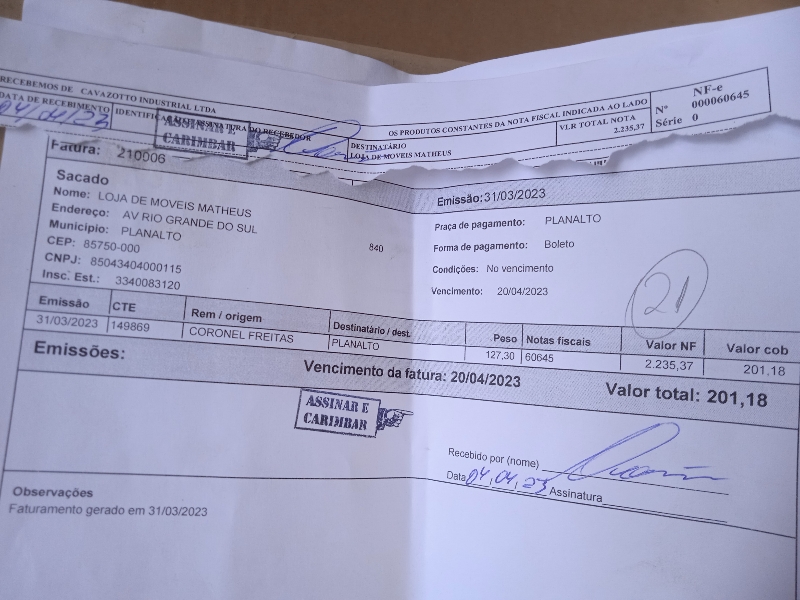 RECEBEMOS DE CAVAZOTTO INDUSTRIAL LTDA
OS PRODUTOS CONSTANTES DA NOTA FISCAL INDICADA AO LADO
NF-e
Nº 000060645
Série 0
DATA DE RECEBIMENTO
04/04/23
IDENTIFICAÇÃO E ASSINATURA DO RECEBEDOR
ASSINAR E
CARIMBAR
DESTINATÁRIO
LOJA DE MOVEIS MATHEUS
VLR TOTAL NOTA
2.235,37
Fatura: 210006
Emissão: 31/03/2023
Sacado
Nome: LOJA DE MOVEIS MATHEUS
Endereço: AV RIO GRANDE DO SUL 840
Municipio: PLANALTO
CEP: 85750-000
CNPJ: 85043404000115
Insc. Est.: 3340083120
Praça de pagamento: PLANALTO
Forma de pagamento: Boleto
Condições: No vencimento
Vencimento: 20/04/2023
21
Emissão CTE Rem / origem Destinatário / dest. Peso Notas fiscais Valor NF Valor cob
31/03/2023 149869 CORONEL FREITAS PLANALTO 127,30 60645 2.235,37 201,18
Emissões: Vencimento da fatura: 20/04/2023 Valor total: 201,18
ASSINAR E
CARIMBAR
Recebido por (nome)
Data 04,04,23 Assinatura
Observações
Faturamento gerado em 31/03/2023